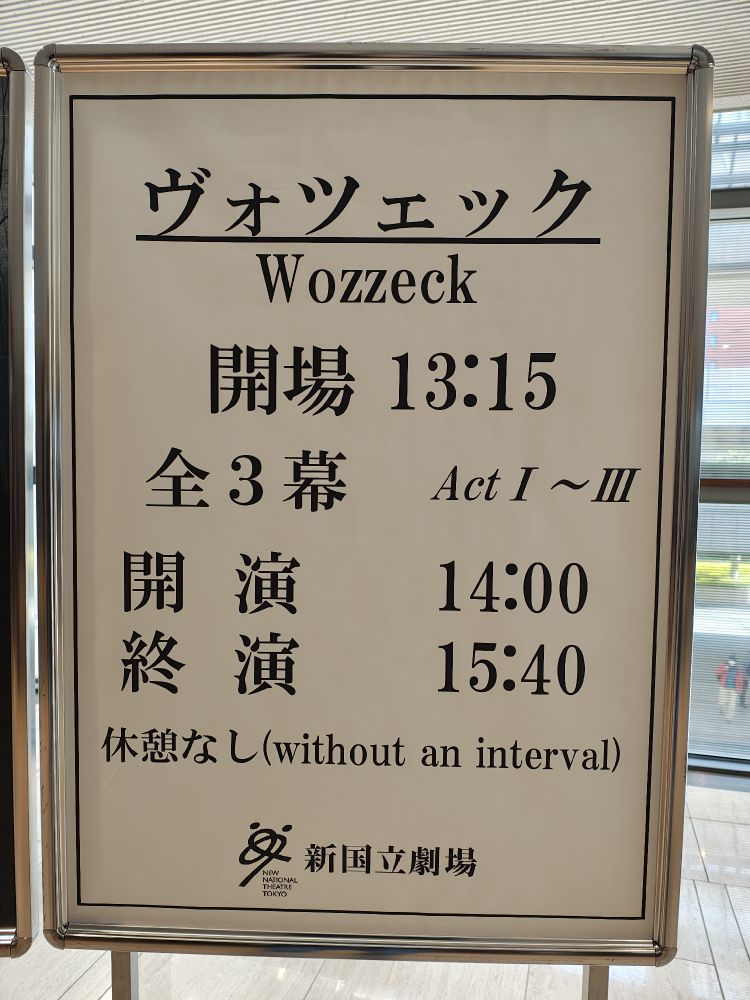 ヴォツェック
Wozzeck
開場 13:15
全３幕 Act Ⅰ～Ⅲ
開 演 14:00
終 演 15:40
休憩なし(without an interval)
NEW
NATIONAL
THEATRE
TOKYO
新国立劇場